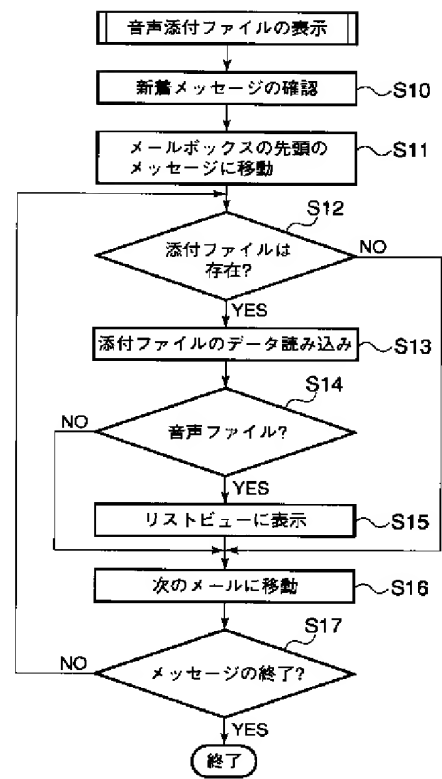 音声添付ファイルの表示
新着メッセージの確認
S10
メールボックスの先頭の
メッセージに移動
S11
S12
添付ファイルは
存在?
NO
YES
添付ファイルのデータ読み込み
S13
S14
音声ファイル?
NO
YES
リストビューに表示
S15
次のメールに移動
S16
S17
メッセージの終了?
NO
YES
終了